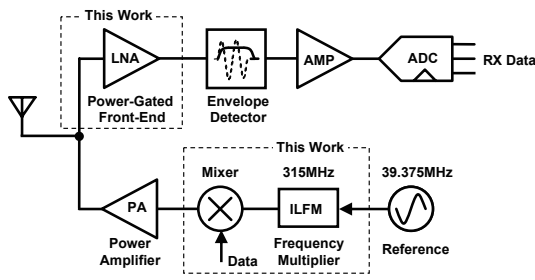 This Work
LNA
AMP
ADC
RX Data
Power-Gated
Front-End
Envelope
Detector
This Work
Mixer
315MHz
39.375MHz
PA
ILFM
Power
Amplifier
Data
Frequency
Multiplier
Reference